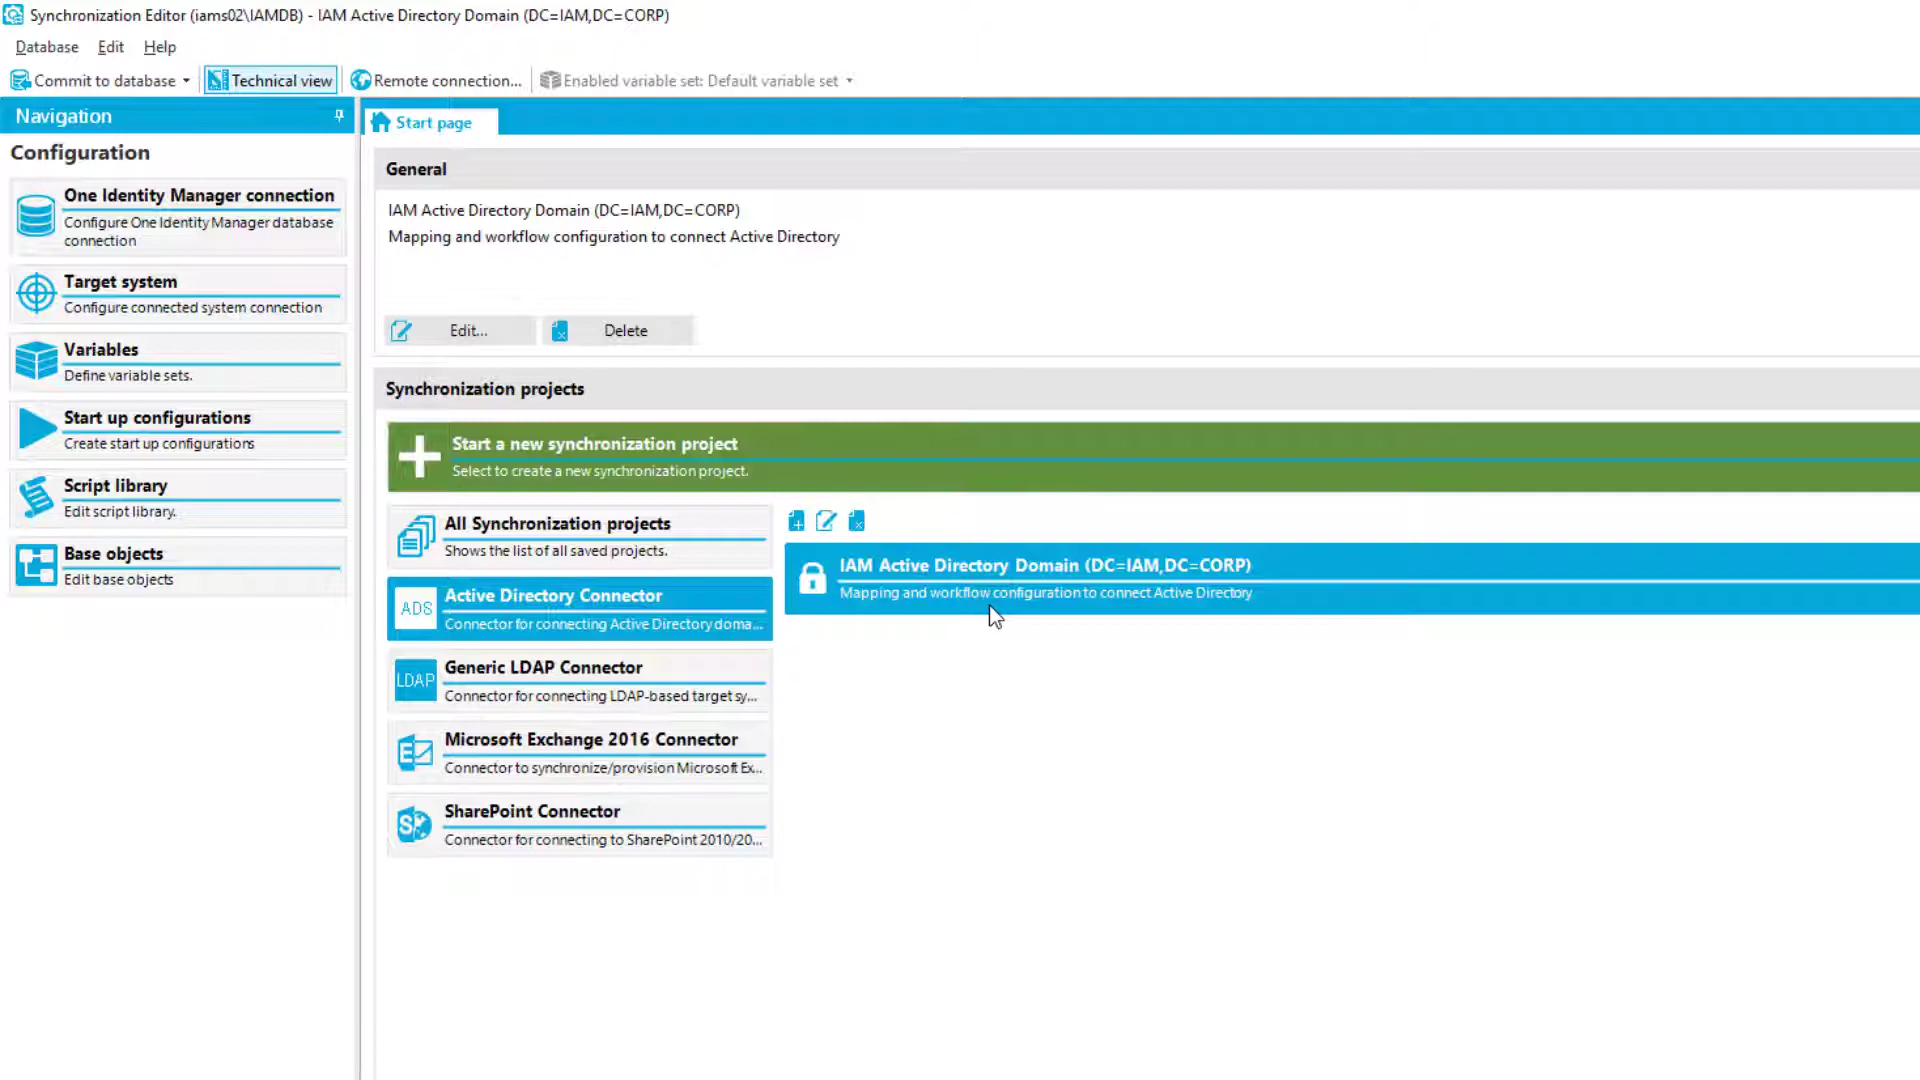 Synchronization Editor (iams02\IAMDB) - IAM Active Directory Domain (DC=IAM,DC=CORP)
Database Edit Help
Commit to database Technical view Remote connection... Enabled variable set: Default variable set
Navigation
Configuration
One Identity Manager connection
Configure One Identity Manager database
connection
Target system
Configure connected system connection
Variables
Define variable sets.
Start up configurations
Create start up configurations
Script library
Edit script library.
Base objects
Edit base objects
Start page
General
IAM Active Directory Domain (DC=IAM,DC=CORP)
Mapping and workflow configuration to connect Active Directory
Edit... Delete
Synchronization projects
Start a new synchronization project
Select to create a new synchronization project.
All Synchronization projects
Shows the list of all saved projects.
ADS
Active Directory Connector
Connector for connecting Active Directory doma...
LDAP
Generic LDAP Connector
Connector for connecting LDAP-based target sy...
Microsoft Exchange 2016 Connector
Connector to synchronize/provision Microsoft Ex...
SharePoint Connector
Connector for connecting to SharePoint 2010/20...
IAM Active Directory Domain (DC=IAM,DC=CORP)
Mapping and workflow configuration to connect Active Directory